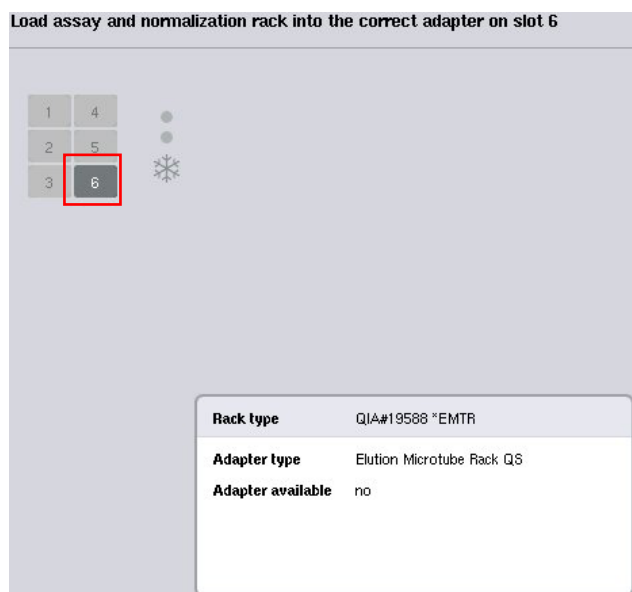 Load assay and normalization rack into the correct adapter on slot 6
1 4
2 5
3 6
Rack type QIA#19588 *EMTR
Adapter type Elution Microtube Rack QS
Adapter available no